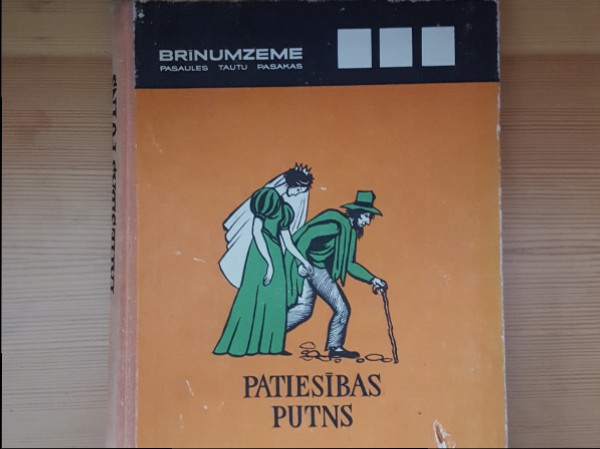 BRĪNUMZEME
PASAULES TAUTU PASAKAS
PATIESĪBAS
PUTNS